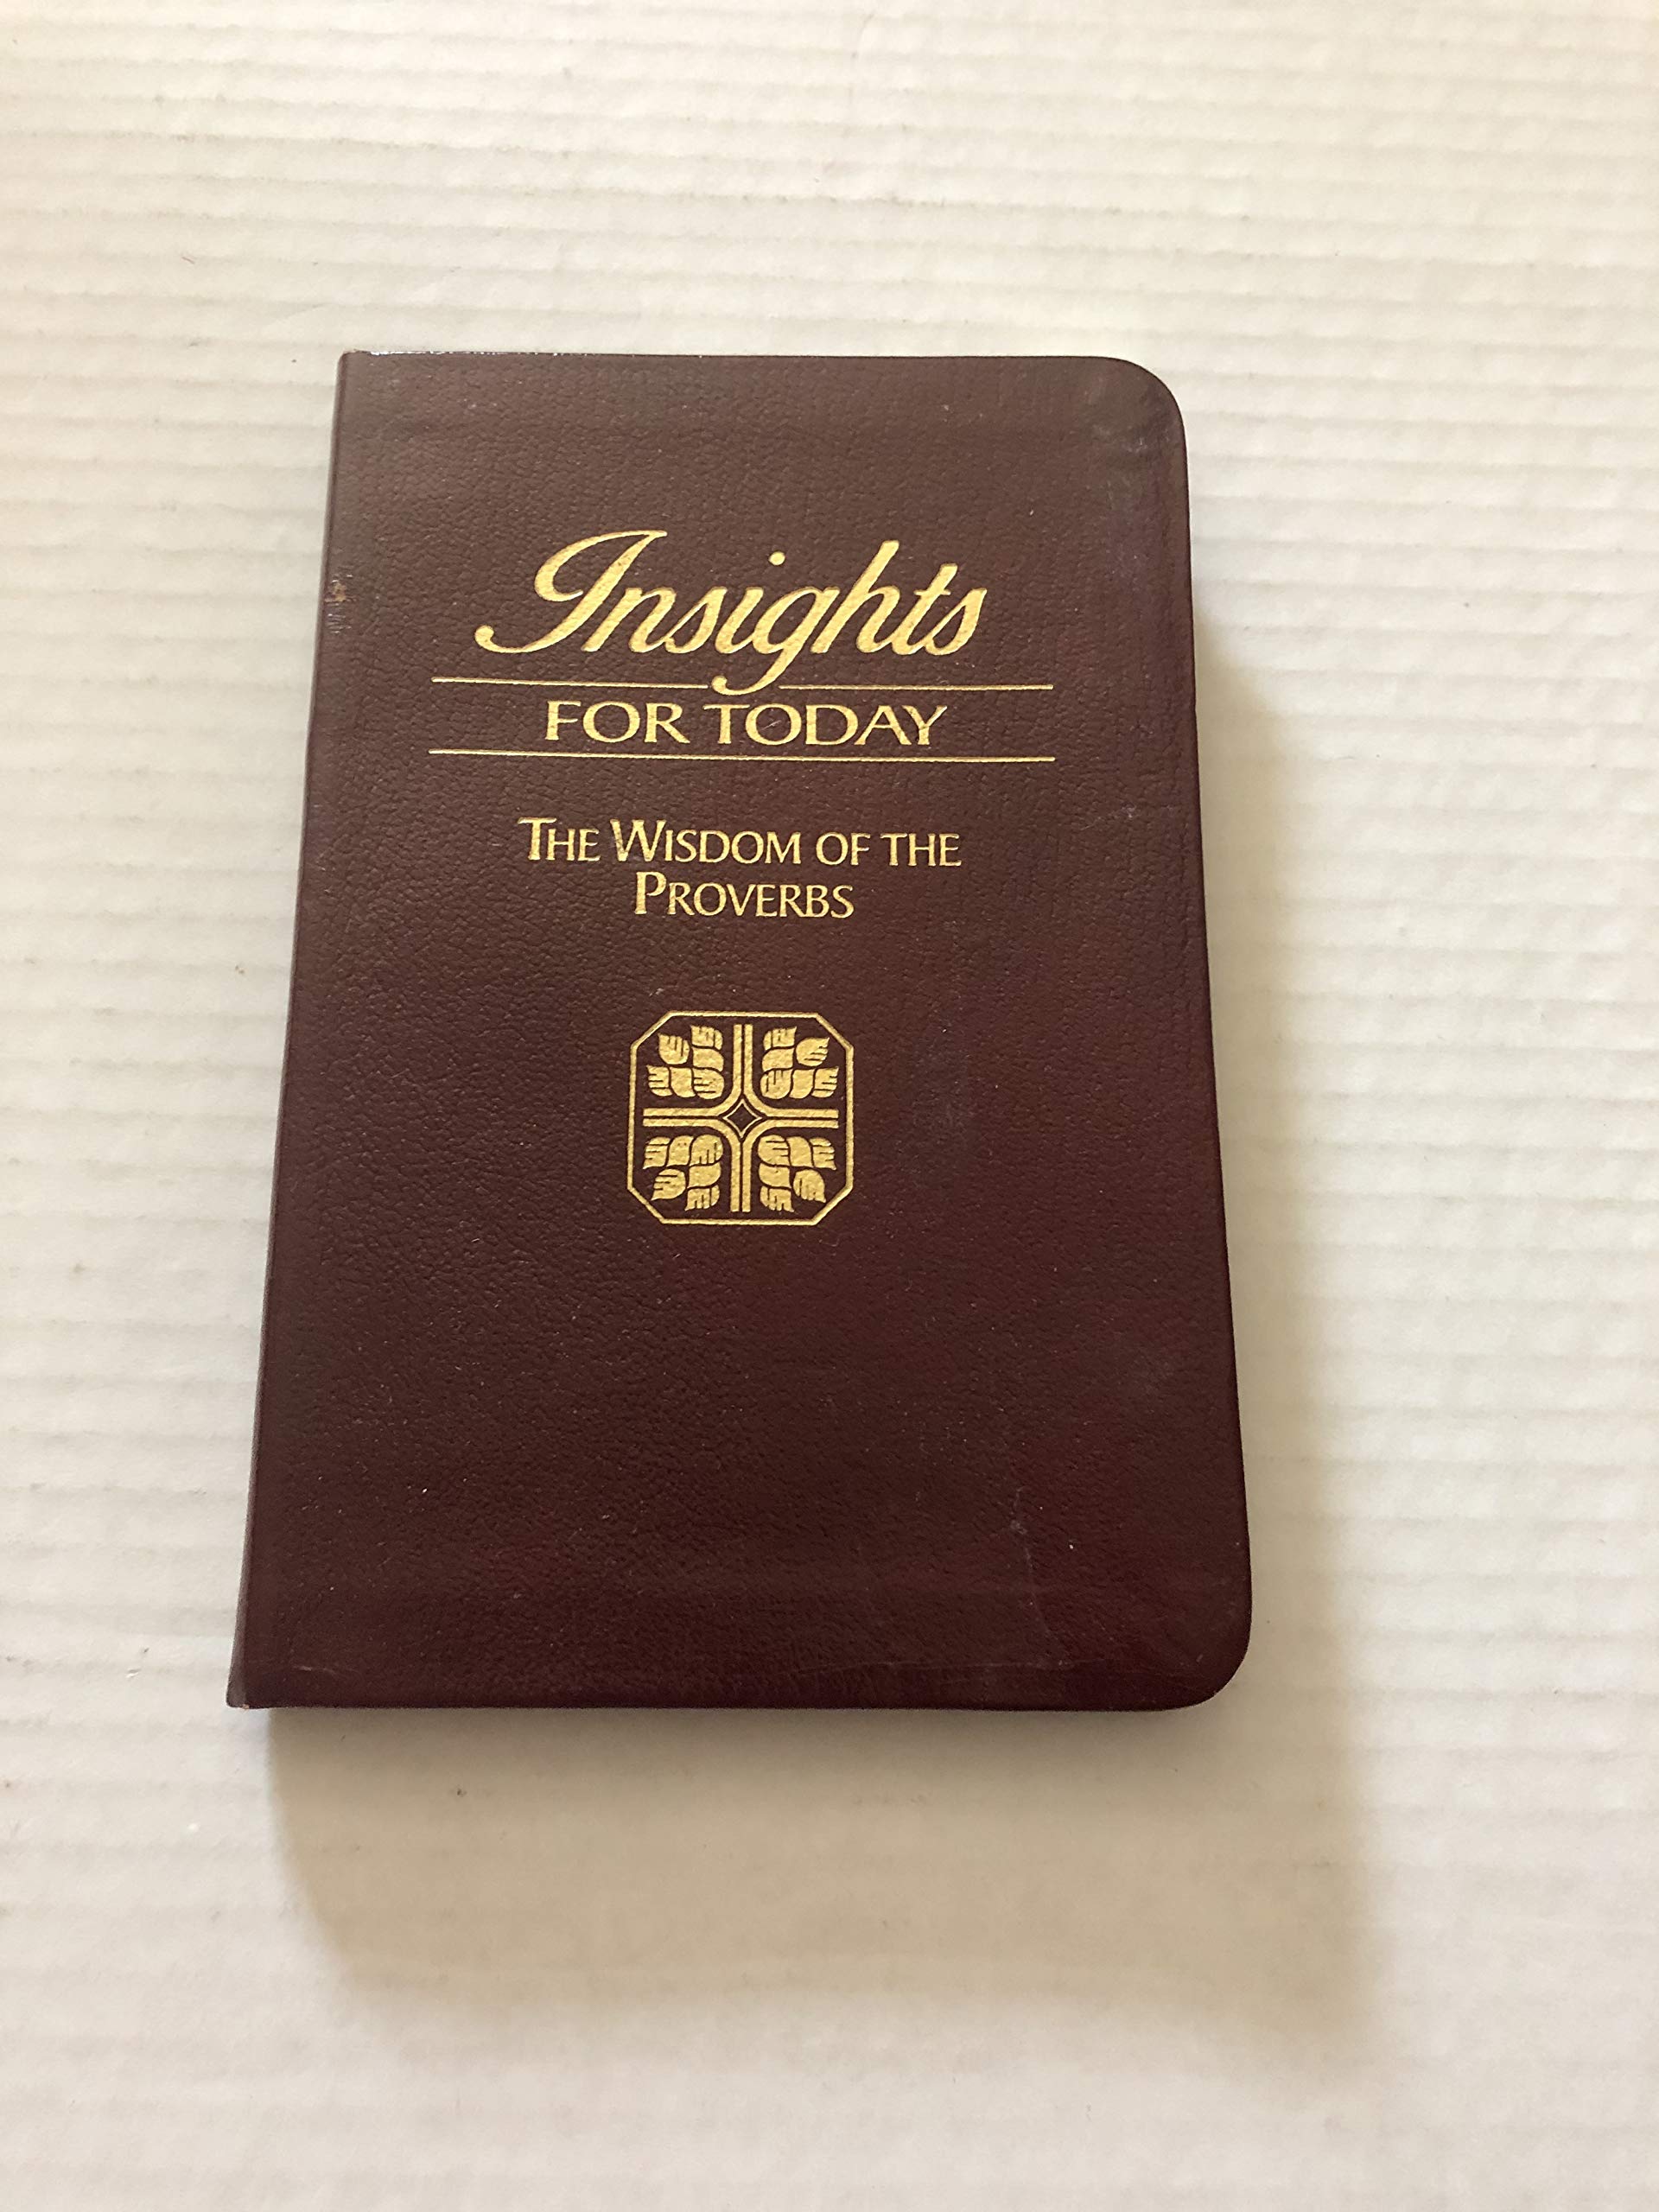 Insights
FOR TODAY
THE WISDOM OF THE
PROVERBS